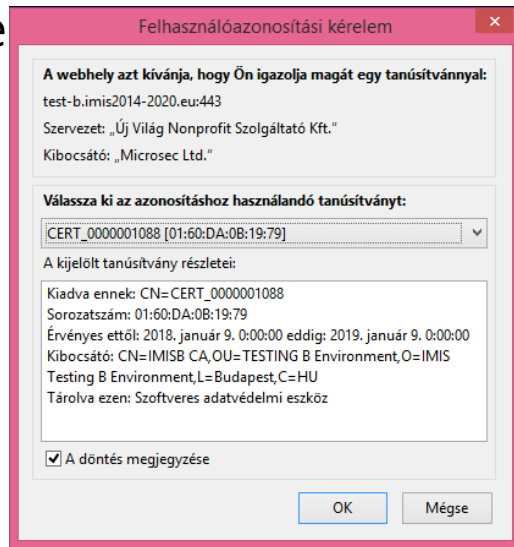 e
Felhasználóazonosítási kérelem
A webhely azt kívánja, hogy Ön igazolja magát egy tanúsítvánnyal:
test-b.imis2014-2020.eu:443
Szervezet: „Új Világ Nonprofit Szolgáltató Kft.”
Kibocsátó: „Microsec Ltd.”
Válassza ki az azonosításhoz használandó tanúsítványt:
CERT_0000001088 [01:60:DA:0B:19:79]
A kijelölt tanúsítvány részletei:
Kiadva ennek: CN=CERT_0000001088
Sorozatszám: 01:60:DA:0B:19:79
Érvényes ettől: 2018. január 9. 0:00:00 eddig: 2019. január 9. 0:00:00
Kibocsátó: CN=IMISB CA,OU=TESTING B Environment,O=IMIS
Testing B Environment,L=Budapest,C=HU
Tárolva ezen: Szoftveres adatvédelmi eszköz
A döntés megjegyzése
OK Mégse